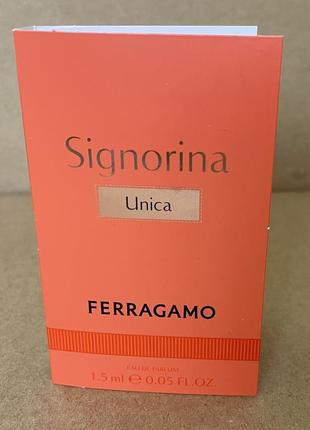 Signorina
Unica
FERRAGAMO
EAU DE PARFUM
1.5 ml ℮ 0.05 FL.OZ.